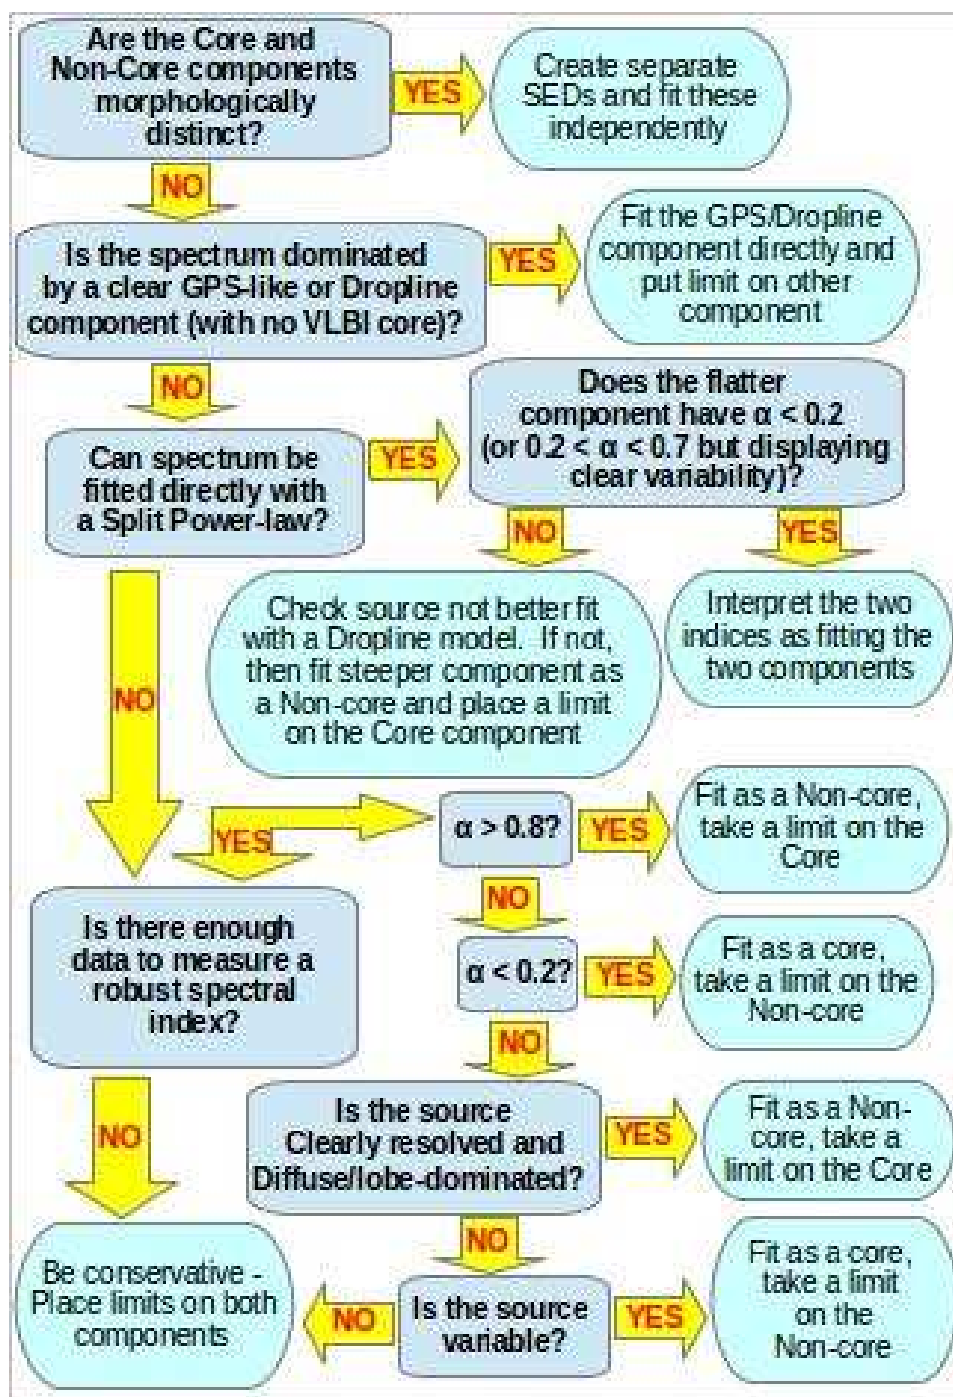 Are the Core and
Non-Core components
morphologically
distinct?
YES
Create separate
SEDs and fit these
independently
NO
Is the spectrum dominated
by a clear GPS-like or Dropline
component (with no VLBI core)?
YES
Fit the GPS/Dropline
component directly and
put limit on other
component
NO
Can spectrum be
fitted directly with
a Split Power-law?
YES
Does the flatter
component have α < 0.2
(or 0.2 < α < 0.7 but displaying
clear variability)?
NO
YES
Check source not better fit
with a Dropline model. If not,
then fit steeper component as
a Non-core and place a limit
on the Core component
Interpret the two
indices as fitting the
two components
NO
YES
α > 0.8?
YES
Fit as a Non-core,
take a limit on the
Core
NO
Is there enough
data to measure a
robust spectral
index?
α < 0.2?
YES
Fit as a core,
take a limit on the
Non-core
NO
NO
Is the source
Clearly resolved and
Diffuse/lobe-dominated?
YES
Fit as a Non-
core, take a
limit on the Core
NO
Be conservative -
Place limits on both
components
NO
Is the source
variable?
YES
Fit as a core,
take a limit
on the
Non-core